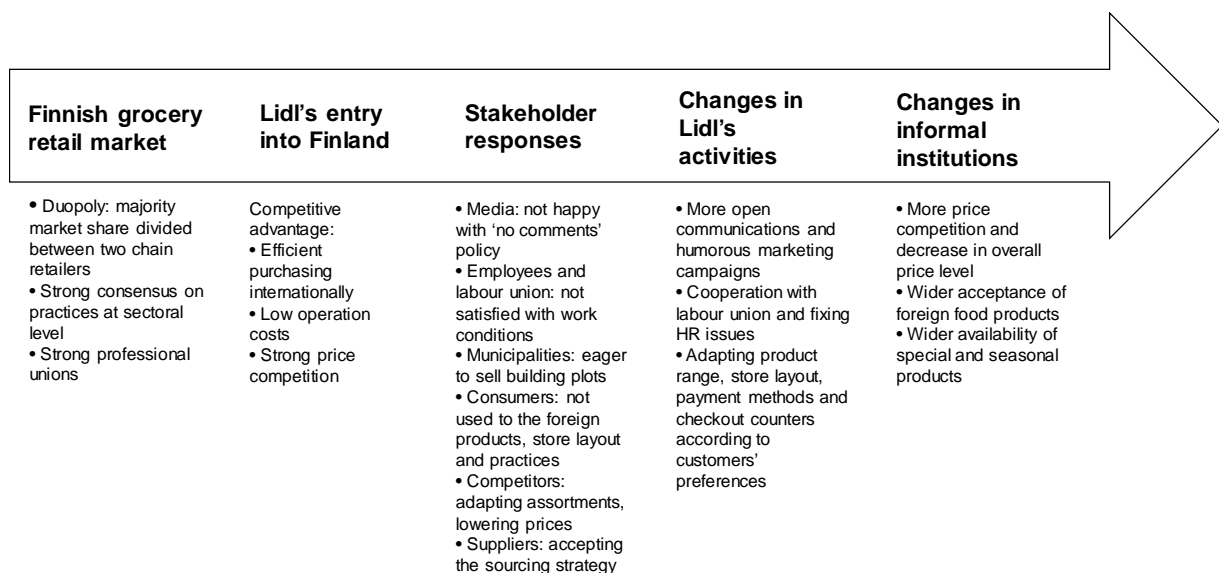 Finnish grocery
retail market
Lidl's entry
into Finland
Stakeholder
responses
Changes in
Lidl's
activities
Changes in
informal
institutions
• Duopoly: majority
market share divided
between two chain
retailers
• Strong consensus on
practices at sectoral
level
• Strong professional
unions
Competitive
advantage:
• Efficient
purchasing
internationally
• Low operation
costs
• Strong price
competition
• Media: not happy
with ‘no comments’
policy
• Employees and
labour union: not
satisfied with work
conditions
• Municipalities: eager
to sell building plots
• Consumers: not
used to the foreign
products, store layout
and practices
• Competitors:
adapting assortments,
lowering prices
• Suppliers: accepting
the sourcing strategy
• More open
communications and
humorous marketing
campaigns
• Cooperation with
labour union and fixing
HR issues
• Adapting product
range, store layout,
payment methods and
checkout counters
according to
customers’
preferences
• More price
competition and
decrease in overall
price level
• Wider acceptance of
foreign food products
• Wider availability of
special and seasonal
products